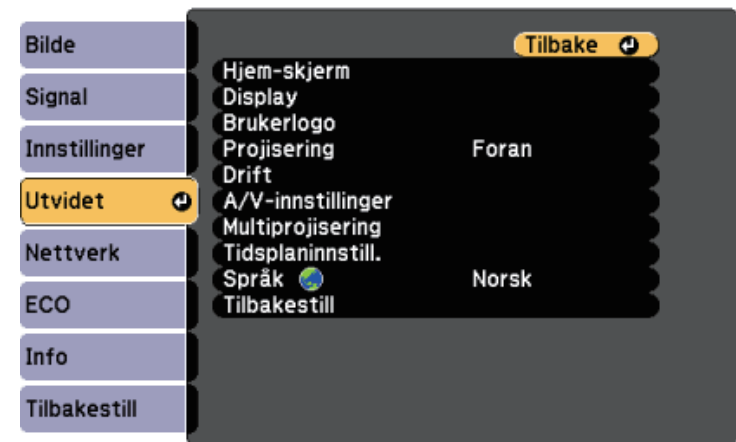 Bilde
Signal
Innstillinger
Utvidet
Nettverk
ECO
Info
Tilbakestill
Tilbake
Hjem-skjerm
Display
Brukerlogo
Projisering Foran
Drift
A/V-innstillinger
Multiprojisering
Tidsplaninnstill.
Språk Norsk
Tilbakestill